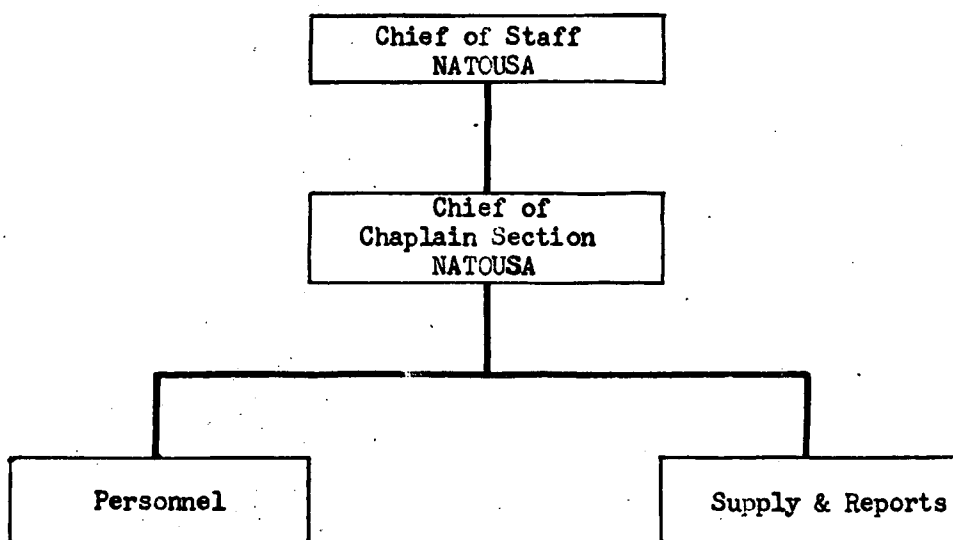 Chief of Staff
NATOUSA
Chief of
Chaplain Section
NATOUSA
Personnel
Supply & Reports